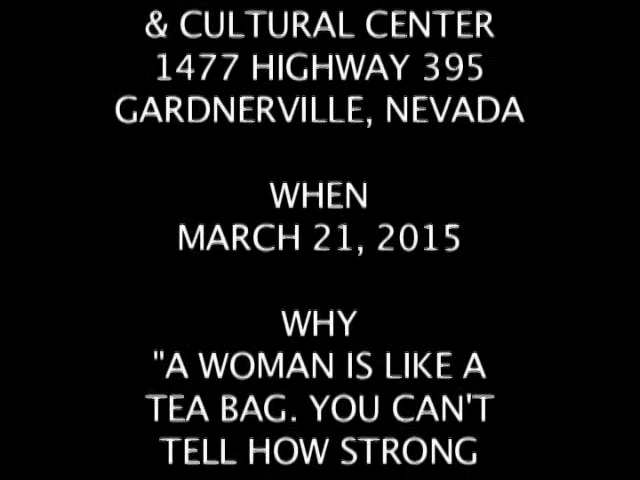 & CULTURAL CENTER
1477 HIGHWAY 395
GARDNERVILLE, NEVADA
WHEN
MARCH 21, 2015
WHY
"A WOMAN IS LIKE A
TEA BAG. YOU CAN'T
TELL HOW STRONG